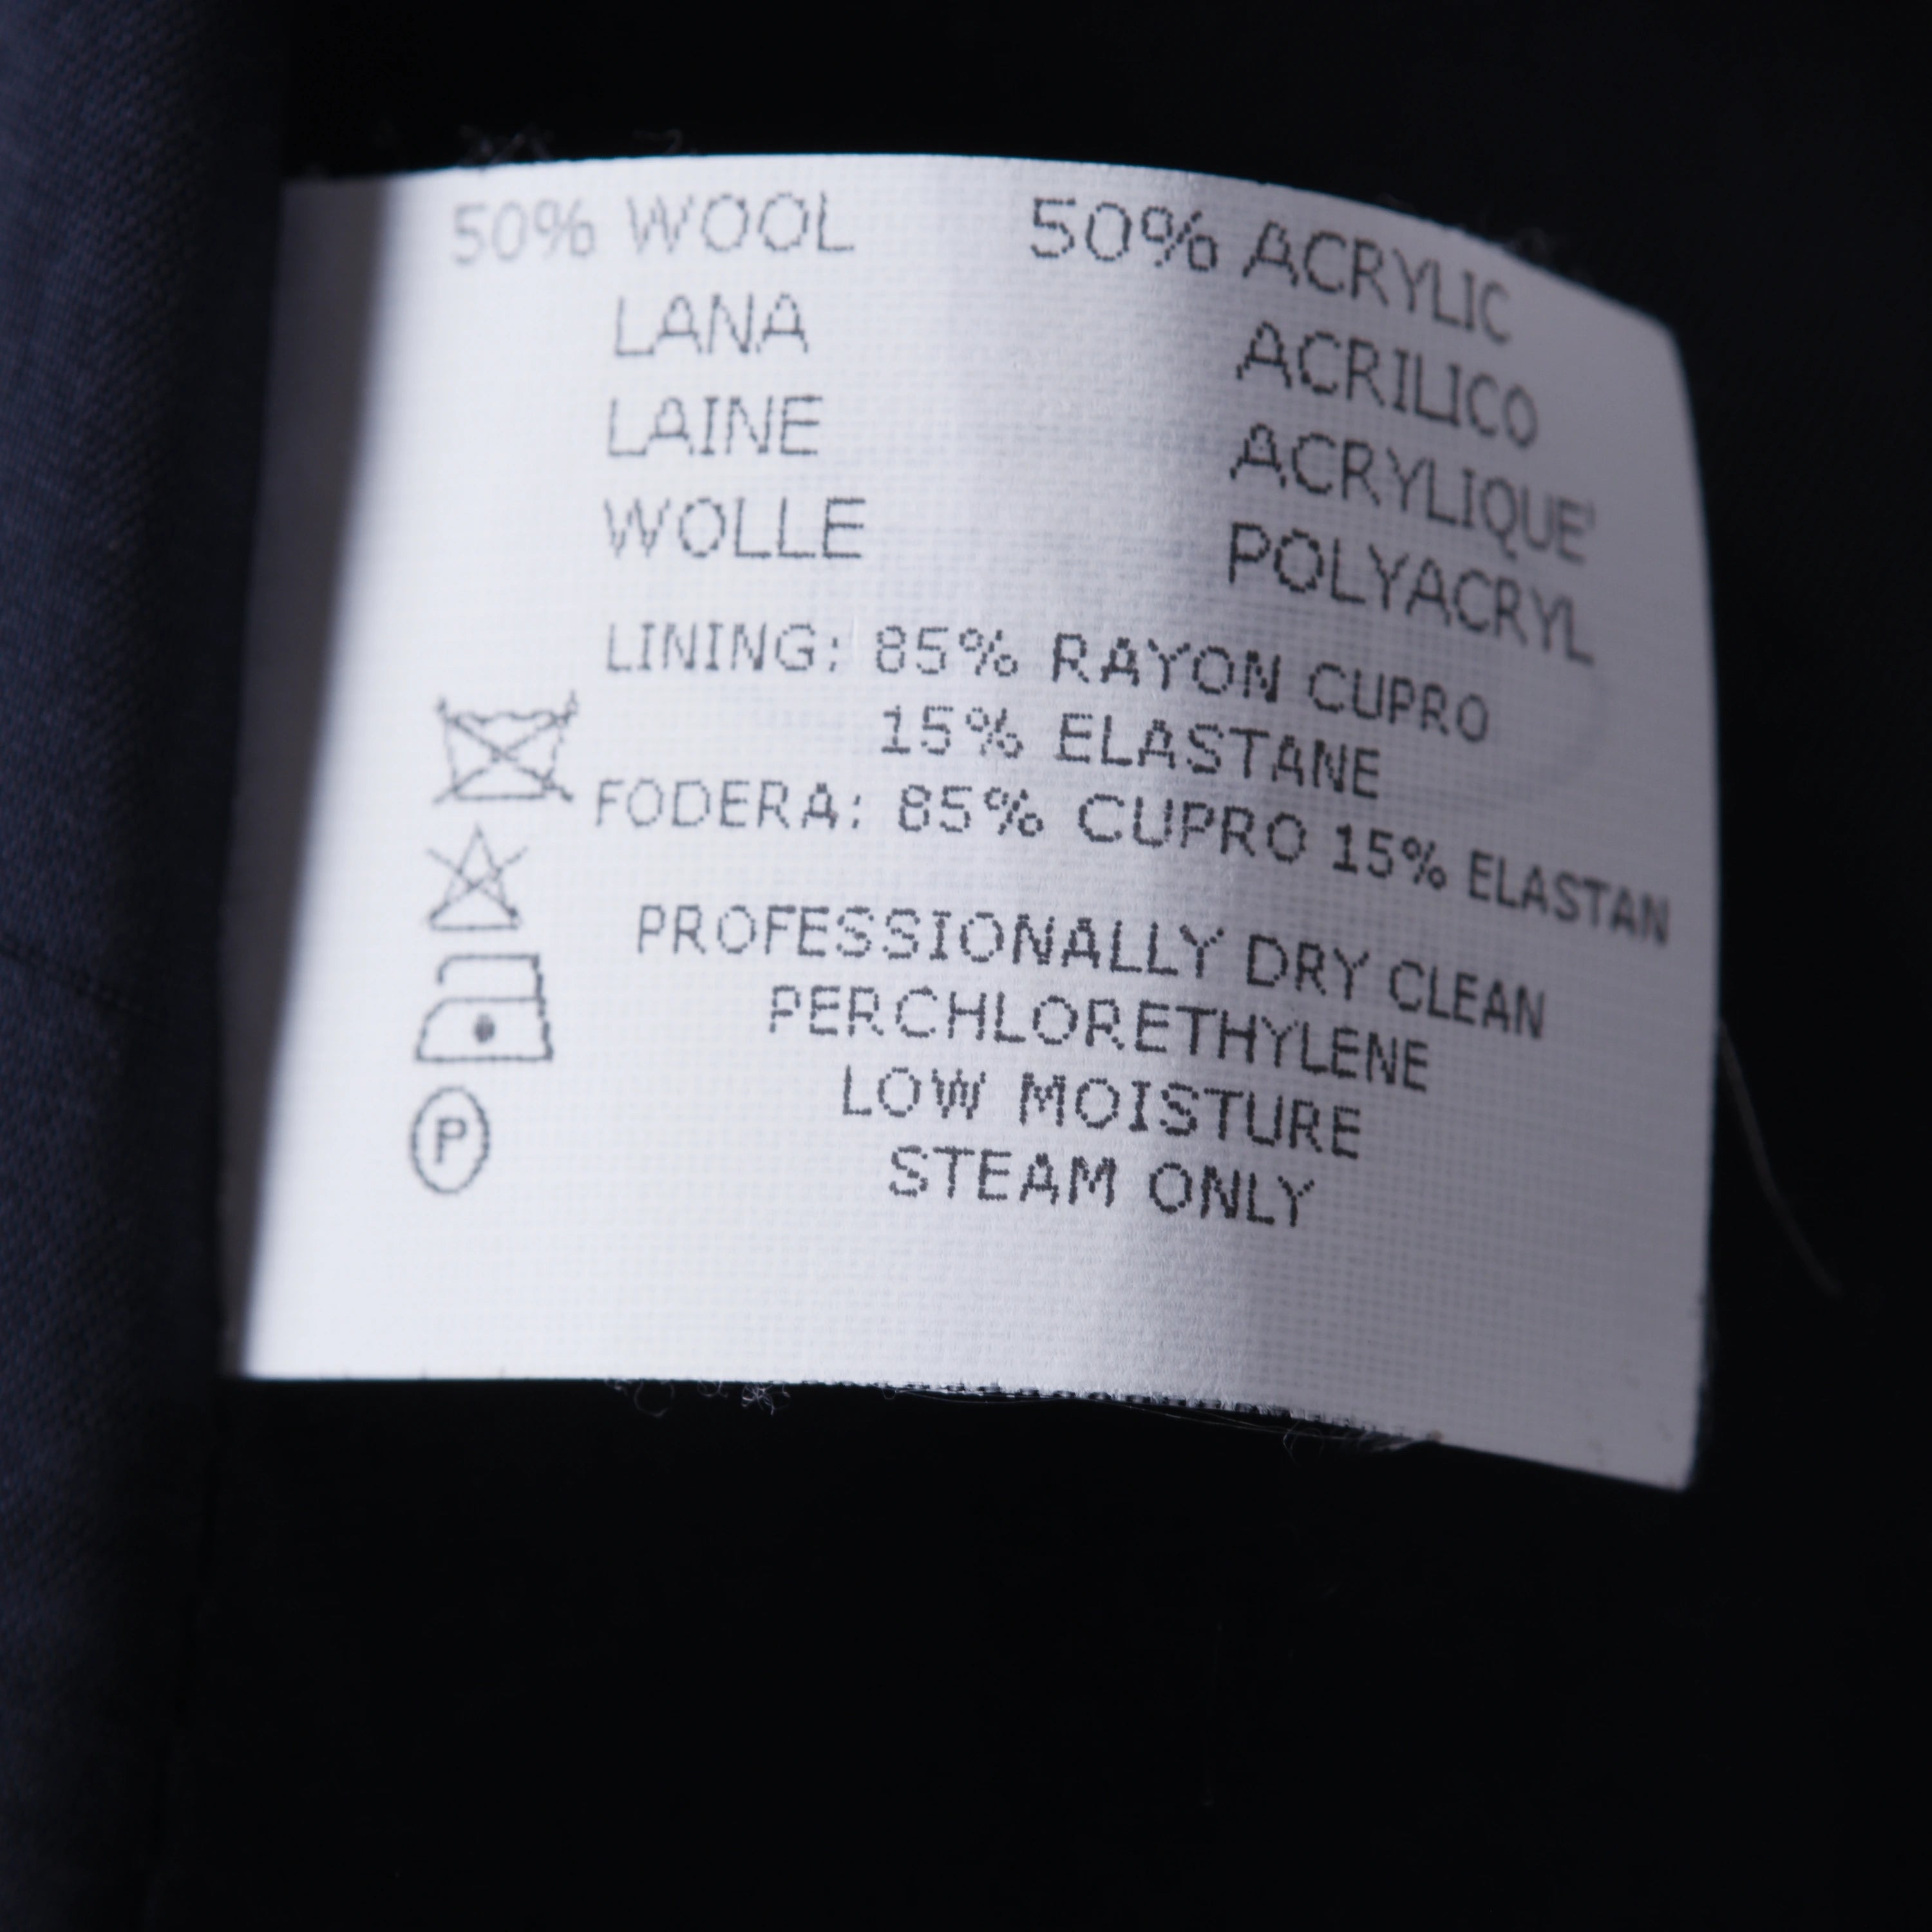 50% WOOL 50% ACRYLIC
LANA ACRILICO
LAINE ACRYLIQUE'
WOLLE POLYACRYL
LINING: 85% RAYON CUPRO
15% ELASTANE
FODERA: 85% CUPRO 15% ELASTAN
PROFESSIONALLY DRY CLEAN
PERCHLORETHYLENE
LOW MOISTURE
STEAM ONLY
P